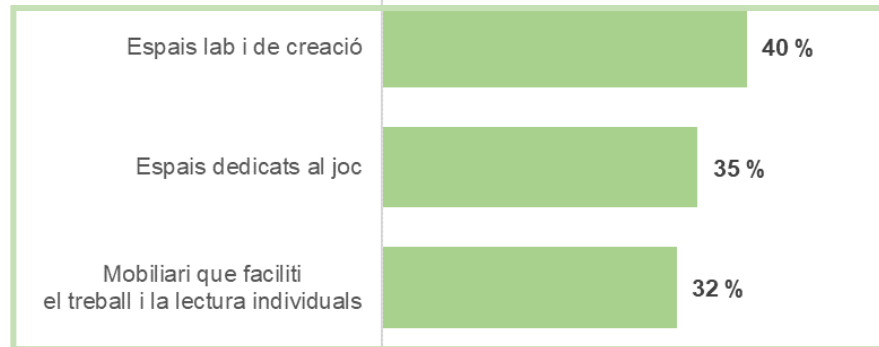 Espais lab i de creació
40 %
Espais dedicats al joc
35 %
Mobiliari que faciliti
el treball i la lectura individuals
32 %